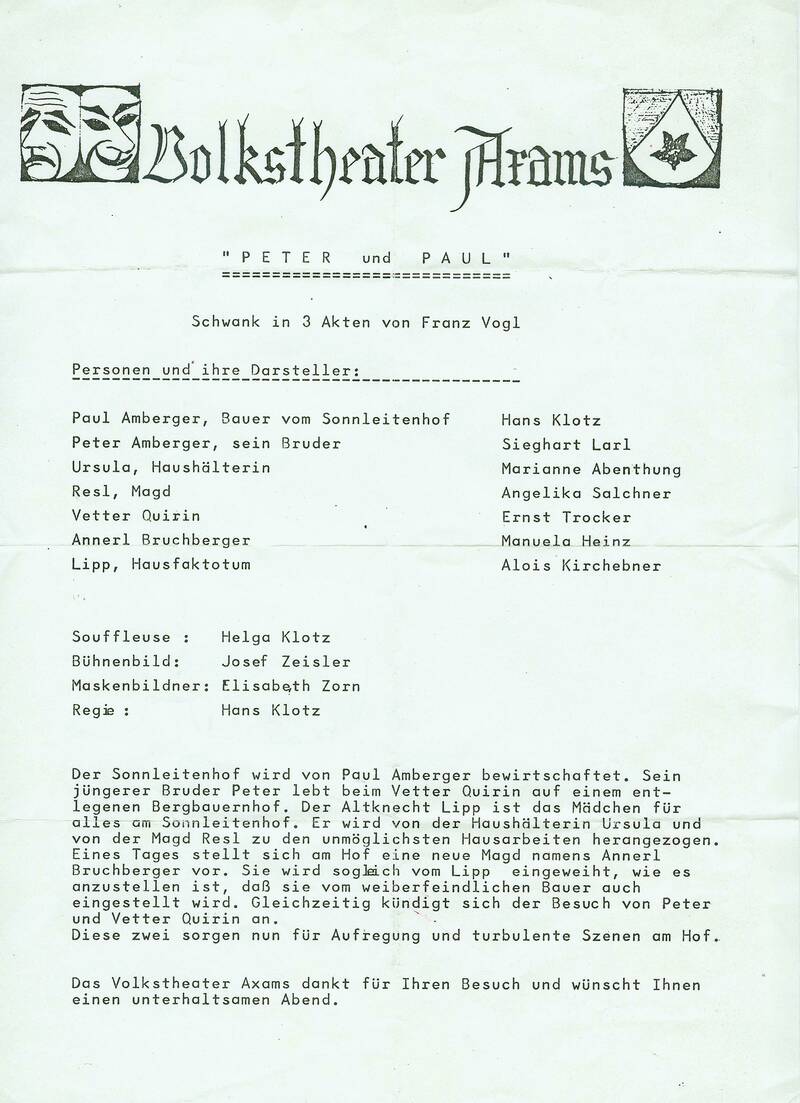 Volkstheater Axams
"PETER und PAUL"
Schwank in 3 Akten von Franz Vogl
Personen und ihre Darsteller:
Paul Amberger, Bauer vom Sonnleitenhof Hans Klotz
Peter Amberger, sein Bruder Sieghart Larl
Ursula, Haushälterin Marianne Abenthung
Resl, Magd Angelika Salchner
Vetter Quirin Ernst Trocker
Annerl Bruchberger Manuela Heinz
Lipp, Hausfaktotum Alois Kirchebner
Souffleuse : Helga Klotz
Bühnenbild: Josef Zeisler
Maskenbildner: Elisabeth Zorn
Regie : Hans Klotz
Der Sonnleitenhof wird von Paul Amberger bewirtschaftet. Sein
jüngerer Bruder Peter lebt beim Vetter Quirin auf einem ent-
legenen Bergbauernhof. Der Altknecht Lipp ist das Mädchen für
alles am Sonnleitenhof. Er wird von der Haushälterin Ursula und
von der Magd Resl zu den unmöglichsten Hausarbeiten herangezogen.
Eines Tages stellt sich am Hof eine neue Magd namens Annerl
Bruchberger vor. Sie wird sogleich vom Lipp eingeweiht, wie es
anzustellen ist, daß sie vom weiberfeindlichen Bauer auch
eingestellt wird. Gleichzeitig kündigt sich der Besuch von Peter
und Vetter Quirin an.
Diese zwei sorgen nun für Aufregung und turbulente Szenen am Hof.
Das Volkstheater Axams dankt für Ihren Besuch und wünscht Ihnen
einen unterhaltsamen Abend.